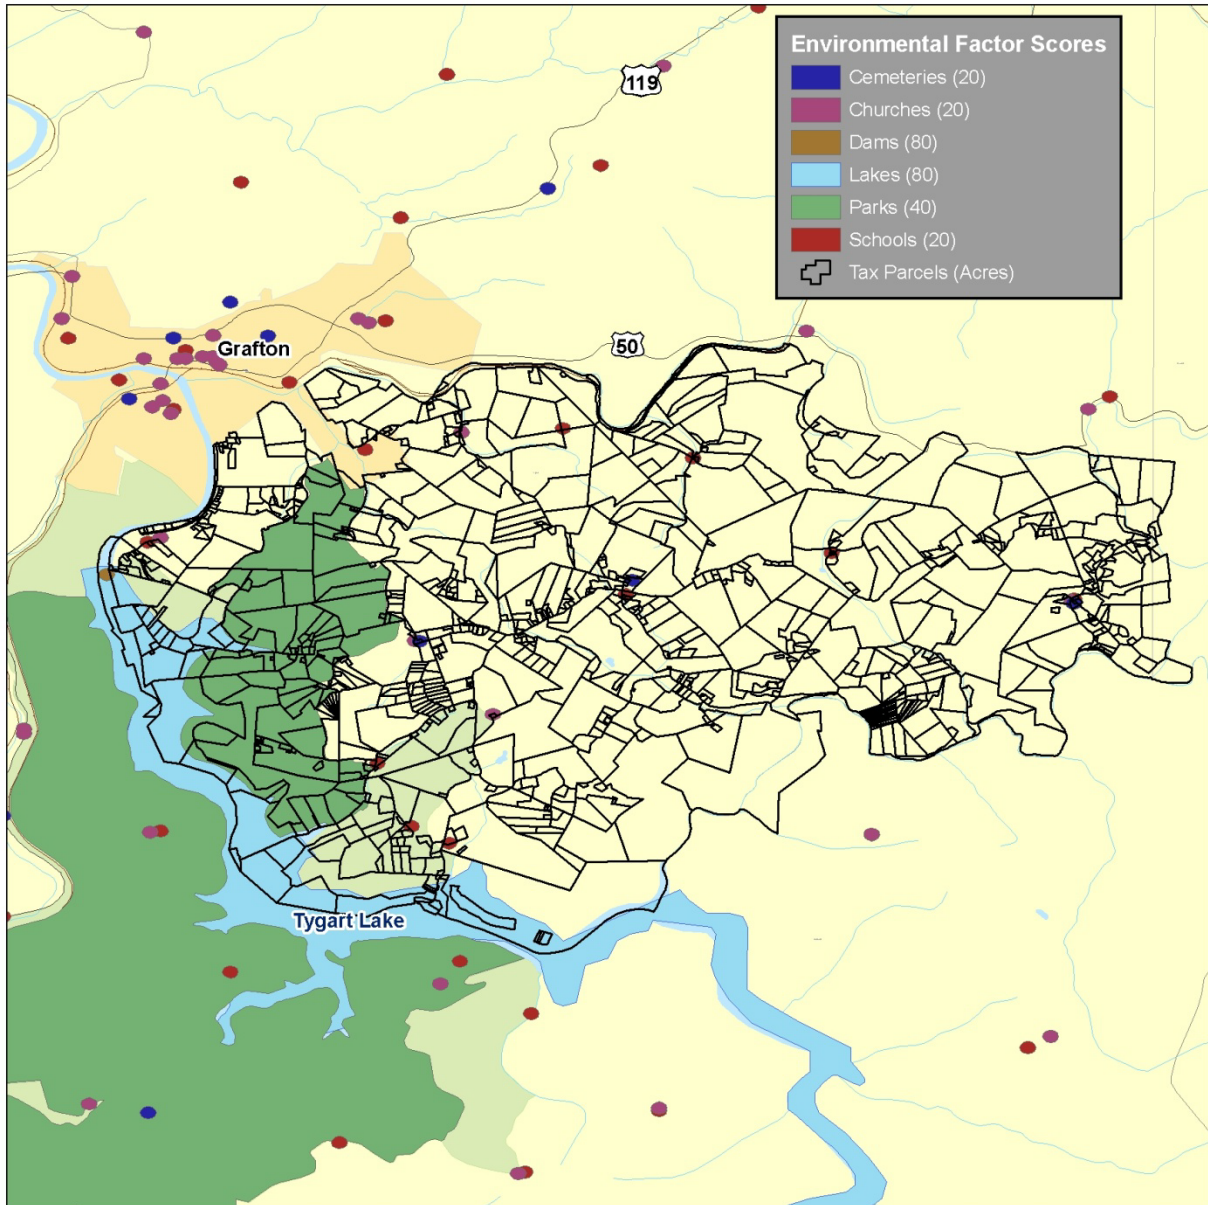 Environmental Factor Scores
Cemeteries (20)
Churches (20)
Dams (80)
Lakes (80)
Parks (40)
Schools (20)
Tax Parcels (Acres)
119
50
Grafton
Tygart Lake